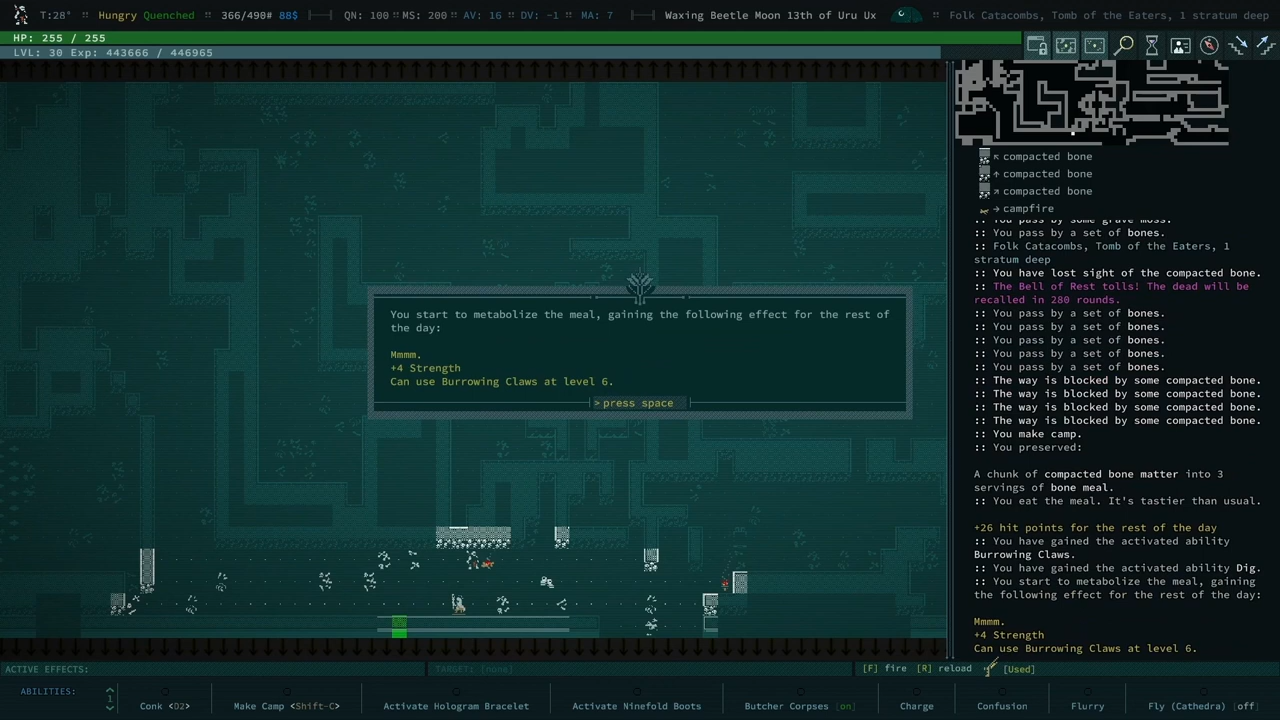 T:28° :: Hungry Quenched :: 366/490# 88$ QN: 100 :: MS: 200 :: AV: 16 :: DV: -1 :: MA: 7 Waxing Beetle Moon 13th of Uru Ux :: Folk Catacombs, Tomb of the Eaters, 1 stratum deep
HP: 255 / 255
LVL: 30 Exp: 443666 / 446965
compacted bone
compacted bone
compacted bone
campfire
:: You pass by some grave moss.
:: You pass by a set of bones.
:: Folk Catacombs, Tomb of the Eaters, 1
stratum deep
:: You have lost sight of the compacted bone.
:: The Bell of Rest tolls! The dead will be
recalled in 280 rounds.
:: You pass by a set of bones.
:: You pass by a set of bones.
:: You pass by a set of bones.
:: You pass by a set of bones.
:: You pass by a set of bones.
:: The way is blocked by some compacted bone.
:: The way is blocked by some compacted bone.
:: The way is blocked by some compacted bone.
:: The way is blocked by some compacted bone.
:: You make camp.
:: You preserved:
A chunk of compacted bone matter into 3
servings of bone meal.
:: You eat the meal. It's tastier than usual.
+26 hit points for the rest of the day
:: You have gained the activated ability
Burrowing Claws.
:: You have gained the activated ability Dig.
:: You start to metabolize the meal, gaining
the following effect for the rest of the day:
Mmmm.
+4 Strength
Can use Burrowing Claws at level 6.
You start to metabolize the meal, gaining the following effect for the rest of
the day:
Mmmm.
+4 Strength
Can use Burrowing Claws at level 6.
> press space
ACTIVE EFFECTS:
TARGET: [none]
[F] fire [R] reload [Used]
ABILITIES: 1 Conk <D2> Make Camp <Shift-C> Activate Hologram Bracelet Activate Ninefold Boots Butcher Corpses [on] Charge Confusion Flurry Fly (Cathedra) [off]